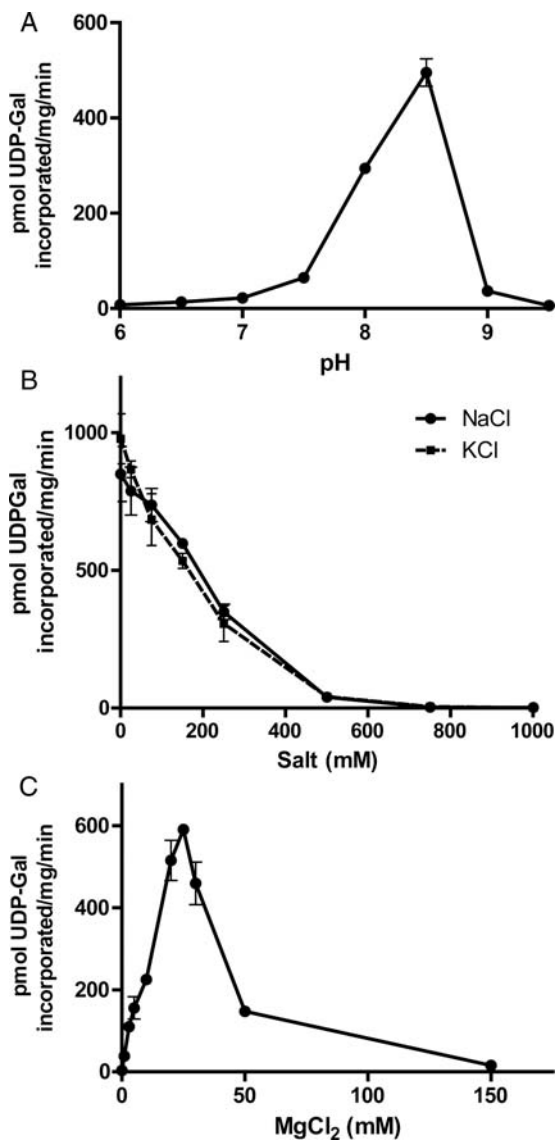 A
pmol UDP-Gal
incorporated/mg/min
600
400
200
0
6
7
8
9
pH
B
pmol UDPGal
incorporated/mg/min
1000
500
0
NaCl
KCl
0
200
400
600
800
1000
Salt (mM)
C
pmol UDP-Gal
incorporated/mg/min
600
400
200
0
0
50
100
150
MgCl₂ (mM)